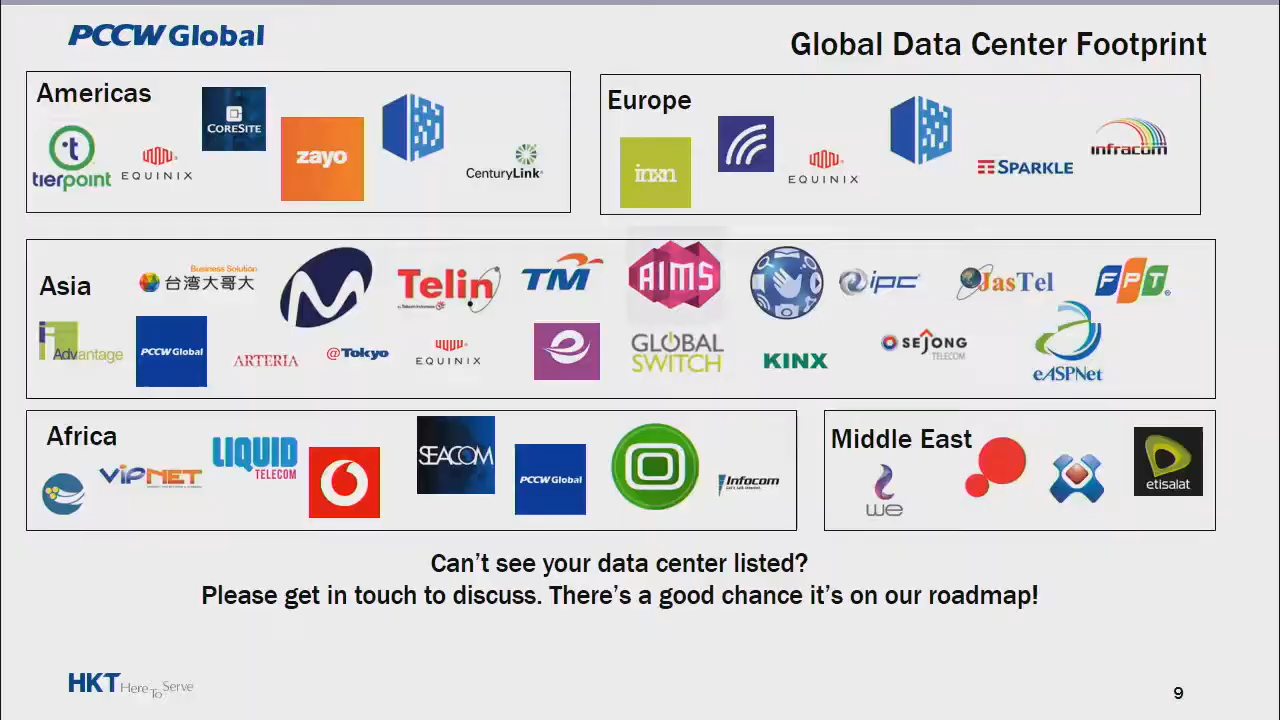 PCCW Global
Global Data Center Footprint
Americas
tierpoint
EQUINIX
CORESITE
zayo
CenturyLink
Europe
inxn
EQUINIX
SPARKLE
infracom
Asia
Business Solution
台灣大哥大
Telin
TM
AIMS
ipc
JasTel
FPT
Advantage
PCCW Global
ARTERIA
@Tokyo
EQUINIX
GLOBAL
SWITCH
KINX
SEJONG
TELECOM
eASPNet
Africa
VIPNET
LIQUID
TELECOM
SEACOM
PCCW Global
Infocom
Let's talk Internet.
Middle East
we
etisalat
Can't see your data center listed?
Please get in touch to discuss. There's a good chance it's on our roadmap!
HKT Here To Serve
9